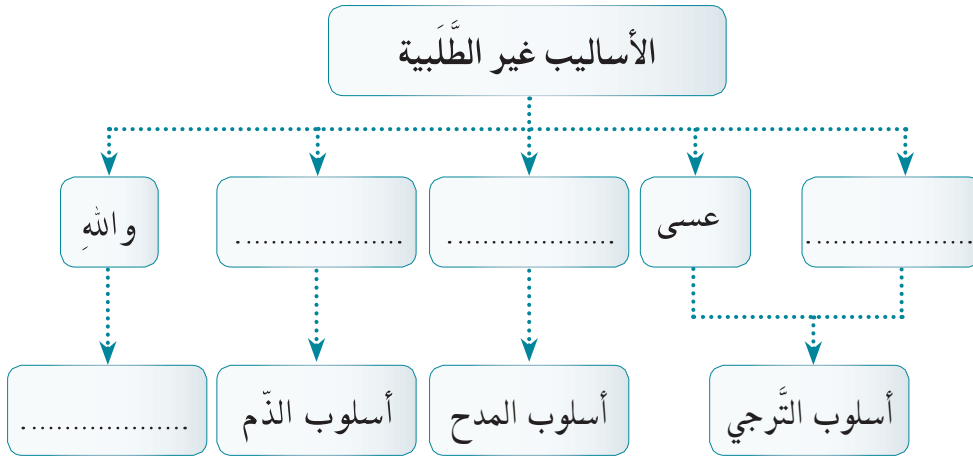 الأساليب غير الطَّلَبية
....................
عسى
....................
....................
واللهِ
أسلوب التَّرجي
أسلوب المدح
أسلوب الذّم
....................